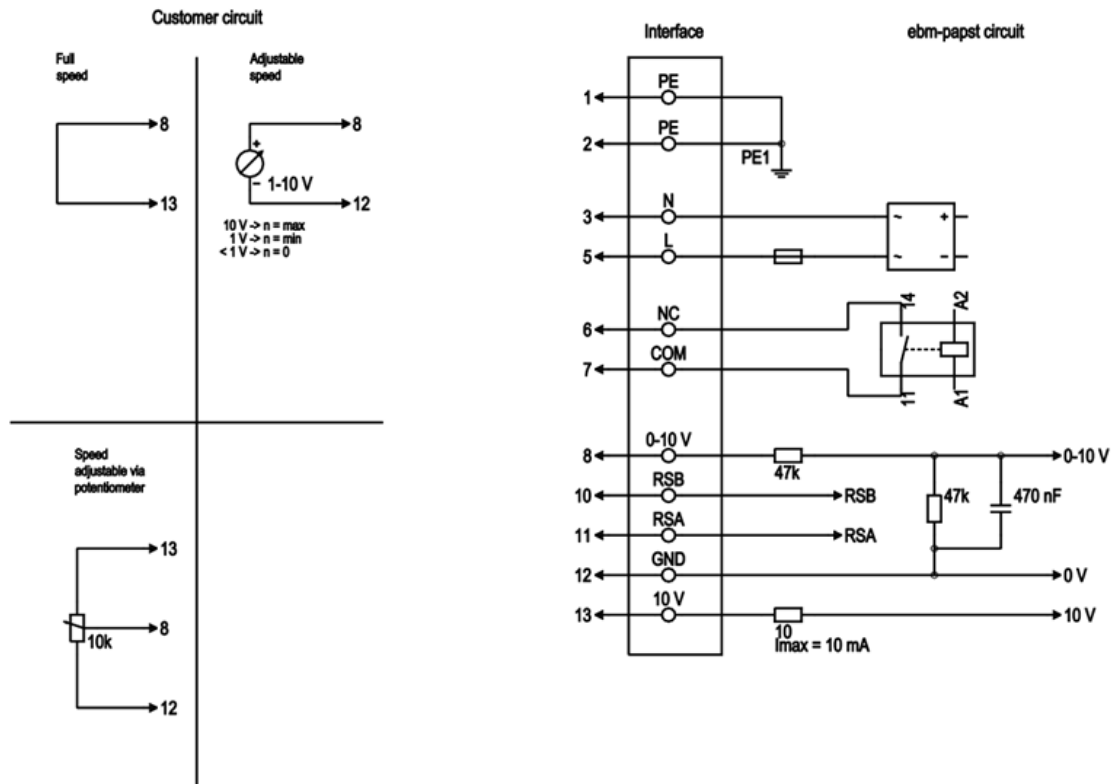 Customer circuit
Full
speed
8
13
Adjustable
speed
8
+
–
1-10 V
12
10 V -> n = max
1 V -> n = min
< 1 V -> n = 0
Speed
adjustable via
potentiometer
13
10k
8
12
Interface
ebm-papst circuit
1
PE
2
PE
PE1
3
N
5
L
~
+
~
–
6
NC
7
COM
14
A2
11
A1
8
0-10 V
47k
0-10 V
10
RSB
RSB
47k
470 nF
11
RSA
RSA
12
GND
0 V
13
10 V
10
Imax = 10 mA
10 V